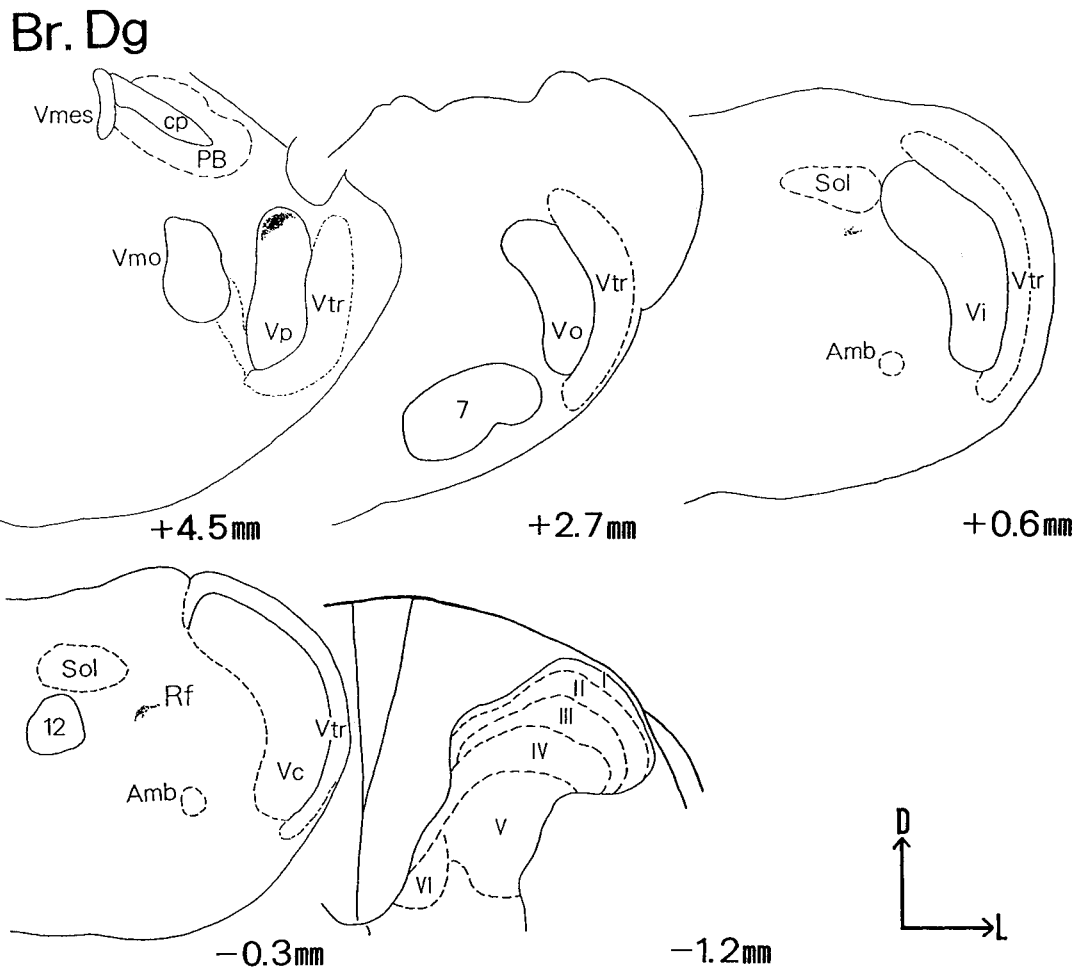 Br. Dg
Vmes
cp
PB
Vmo
Vp
Vtr
+4.5mm
Vo
Vtr
7
+2.7mm
Sol
Vi
Vtr
Amb
+0.6mm
Sol
12
Rf
Amb
Vc
Vtr
-0.3mm
I
II
III
IV
V
VI
-1.2mm
D
L